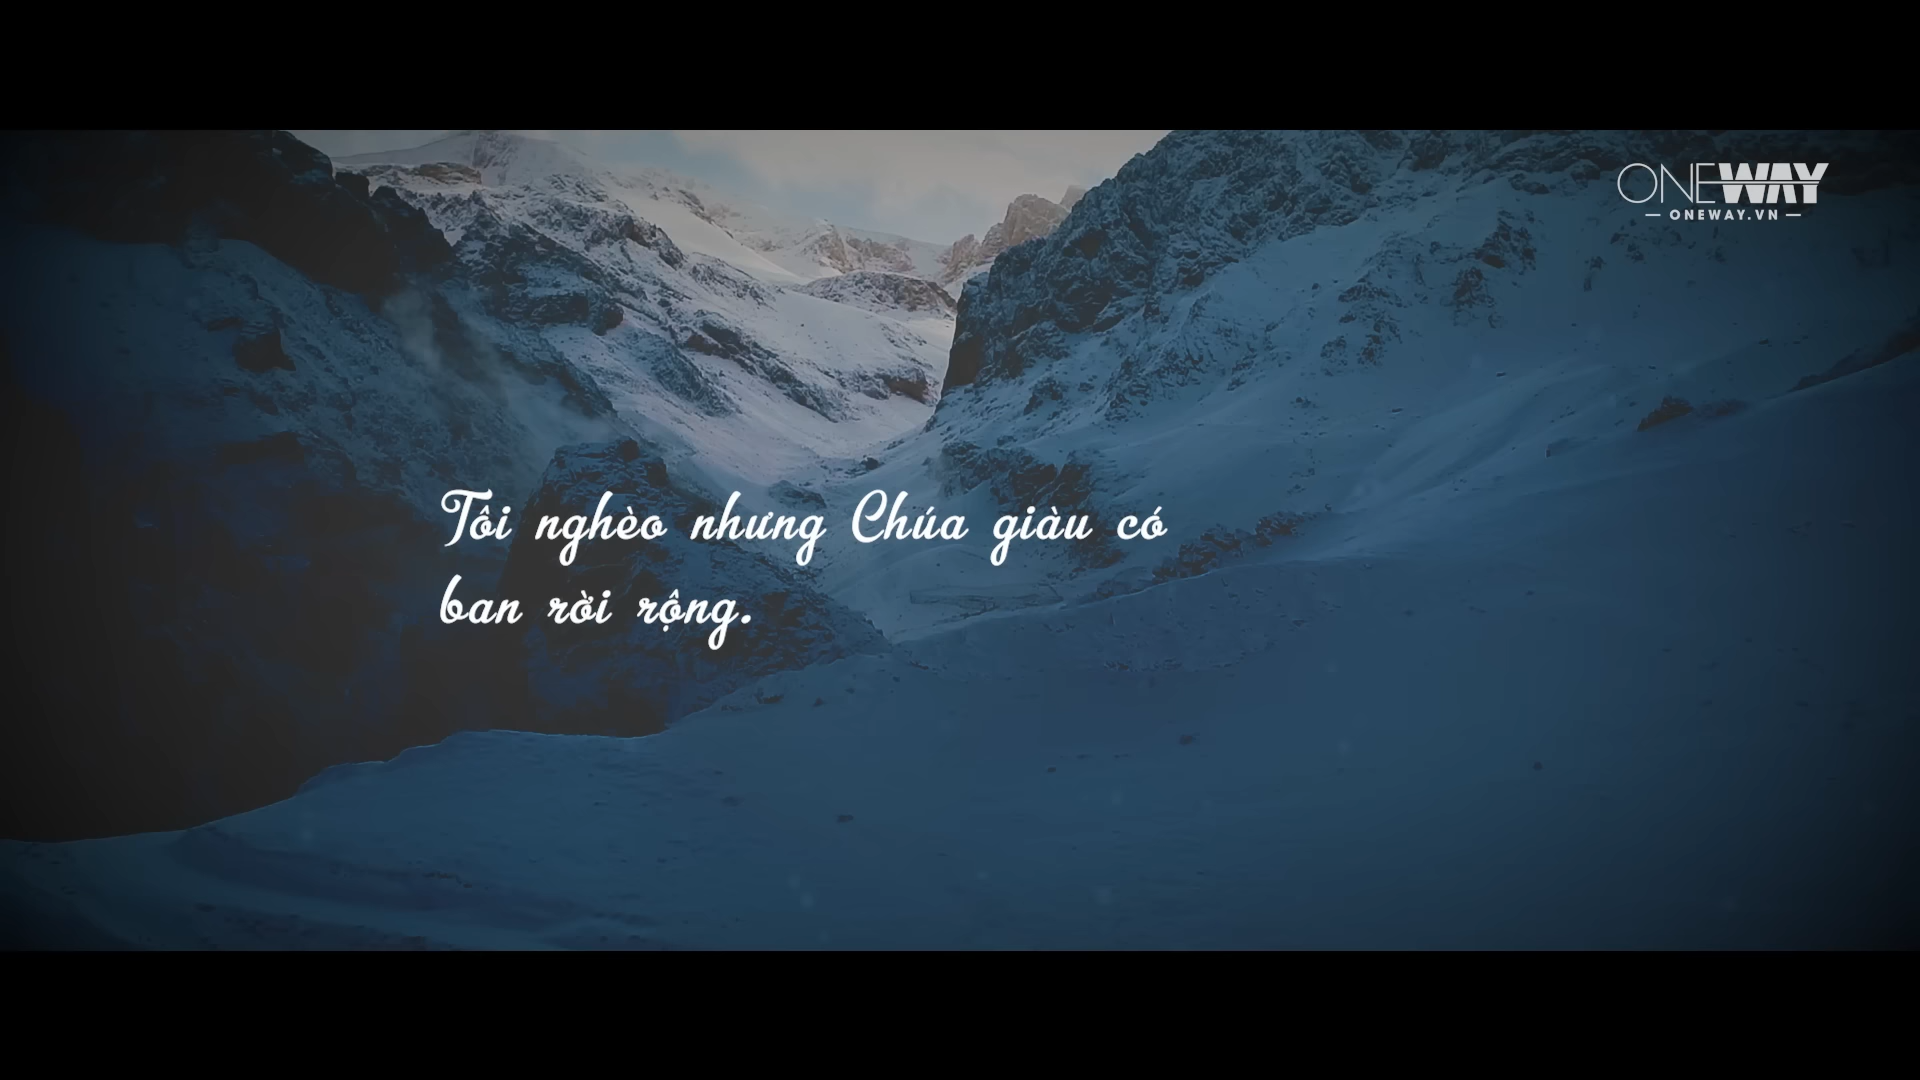 ONEWAY
ONEWAY.VN
Tôi nghèo nhưng Chúa giàu có
ban rời rộng.